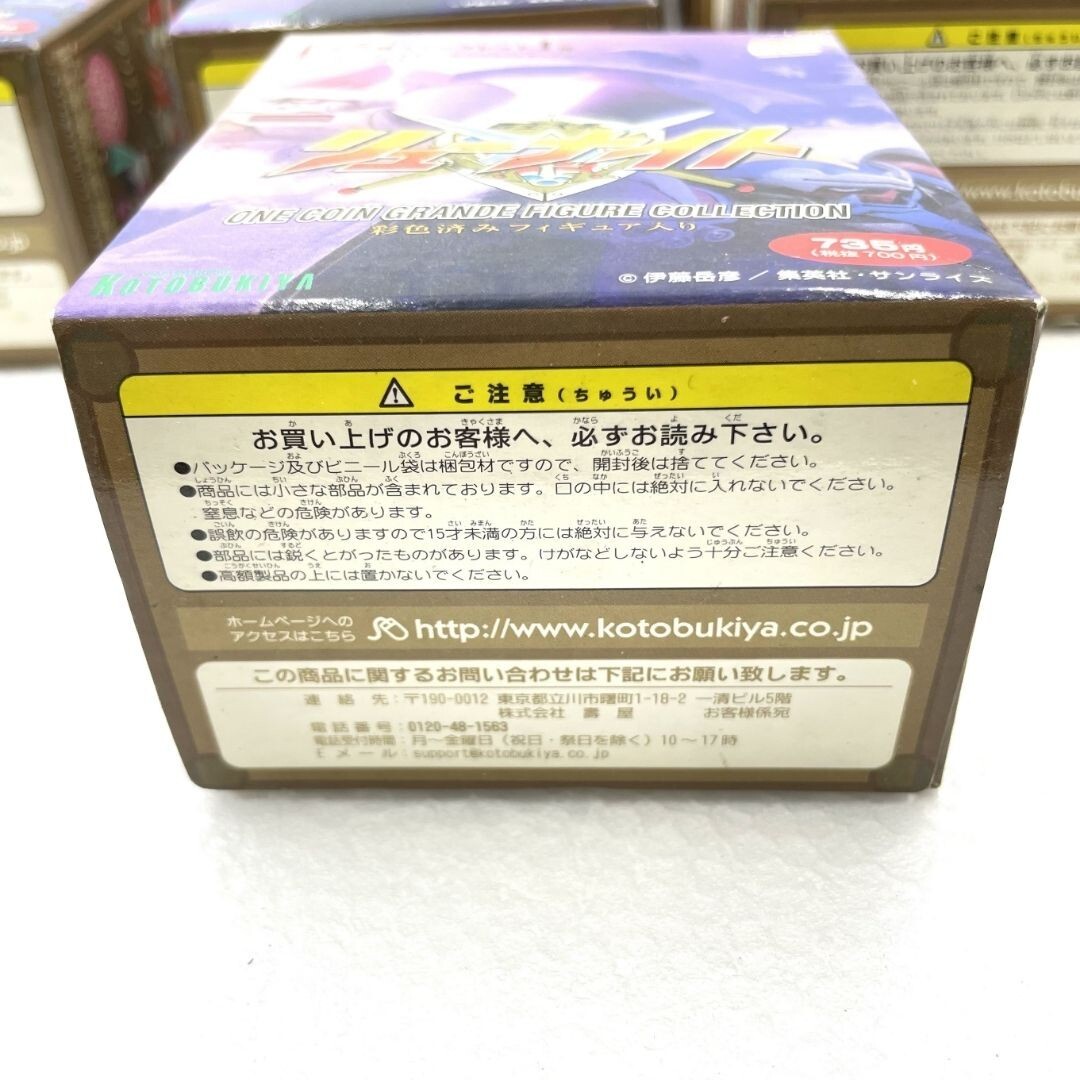 リューナイト
ONE COIN GRANDE FIGURE COLLECTION
彩色済みフィギュア入り
735円
(税抜700円)
KOTOBUKIYA
©伊藤岳彦／集英社・サンライズ
⚠ ご注意(ちゅうい)
お買い上げのお客様へ、必ずお読み下さい。
●パッケージ及びビニール袋は梱包材ですので、開封後は捨ててください。
●商品には小さな部品が含まれております。口の中には絶対に入れないでください。
窒息などの危険があります。
●誤飲の危険がありますので15才未満の方には絶対に与えないでください。
●部品には鋭くとがったものがあります。けがなどしないよう十分ご注意ください。
●高額製品の上には置かないでください。
ホームページへの
アクセスはこちら
http://www.kotobukiya.co.jp
この商品に関するお問い合わせは下記にお願い致します。
連絡先：〒190-0012 東京都立川市曙町1-18-2 一清ビル5階
株式会社 壽屋 お客様係宛
電話番号：0120-48-1563
電話受付時間：月～金曜日（祝日・祭日を除く）10～17時
Eメール：support@kotobukiya.co.jp
⚠ ご注意(ちゅうい)
www.kotobukiya